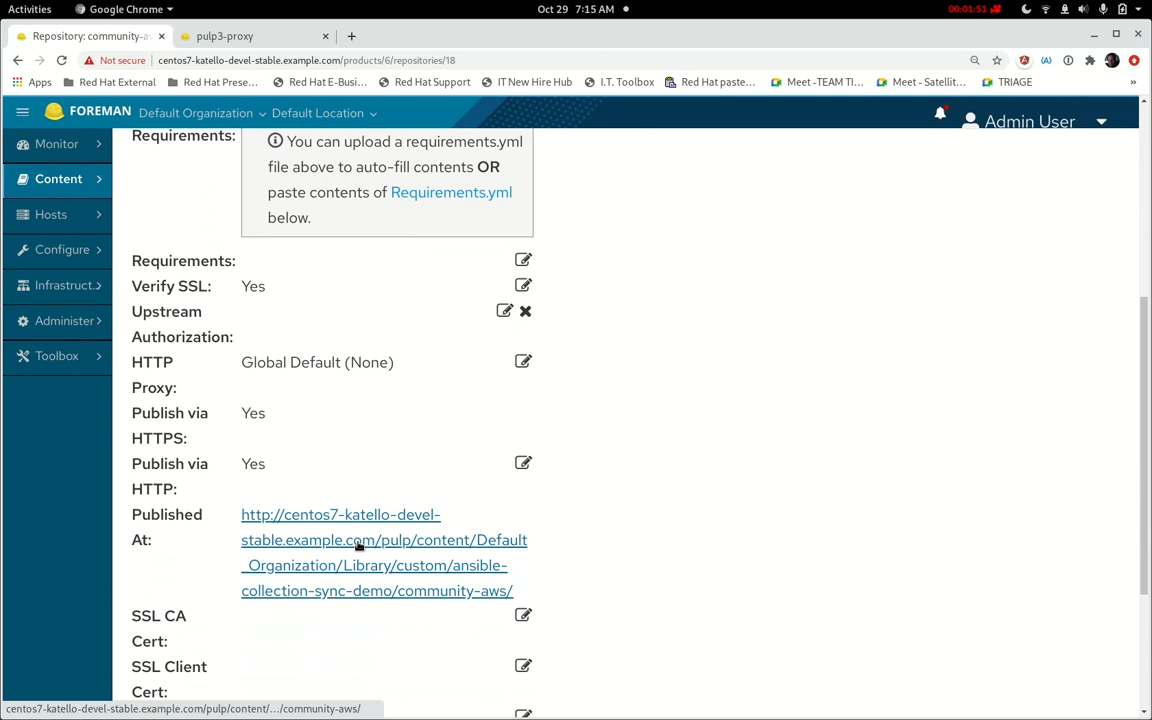 Activities
Google Chrome
Oct 29 7:15 AM
00:01:51
Repository: community-a
pulp3-proxy
Not secure
centos7-katello-devel-stable.example.com/products/6/repositories/18
Apps
Red Hat External
Red Hat Prese...
Red Hat E-Busi...
Red Hat Support
IT New Hire Hub
I.T. Toolbox
Red Hat paste...
Meet -TEAM TI...
Meet - Satellit...
TRIAGE
»
FOREMAN
Default Organization
Default Location
Admin User
Monitor
Content
Hosts
Configure
Infrastruct..
Administer
Toolbox
Requirements:
You can upload a requirements.yml
file above to auto-fill contents OR
paste contents of Requirements.yml
below.
Requirements:
Verify SSL: Yes
Upstream
Authorization:
HTTP Global Default (None)
Proxy:
Publish via Yes
HTTPS:
Publish via Yes
HTTP:
Published http://centos7-katello-devel-
At: stable.example.com/pulp/content/Default
_Organization/Library/custom/ansible-
collection-sync-demo/community-aws/
SSL CA
Cert:
SSL Client
Cert:
centos7-katello-devel-stable.example.com/pulp/content/.../community-aws/